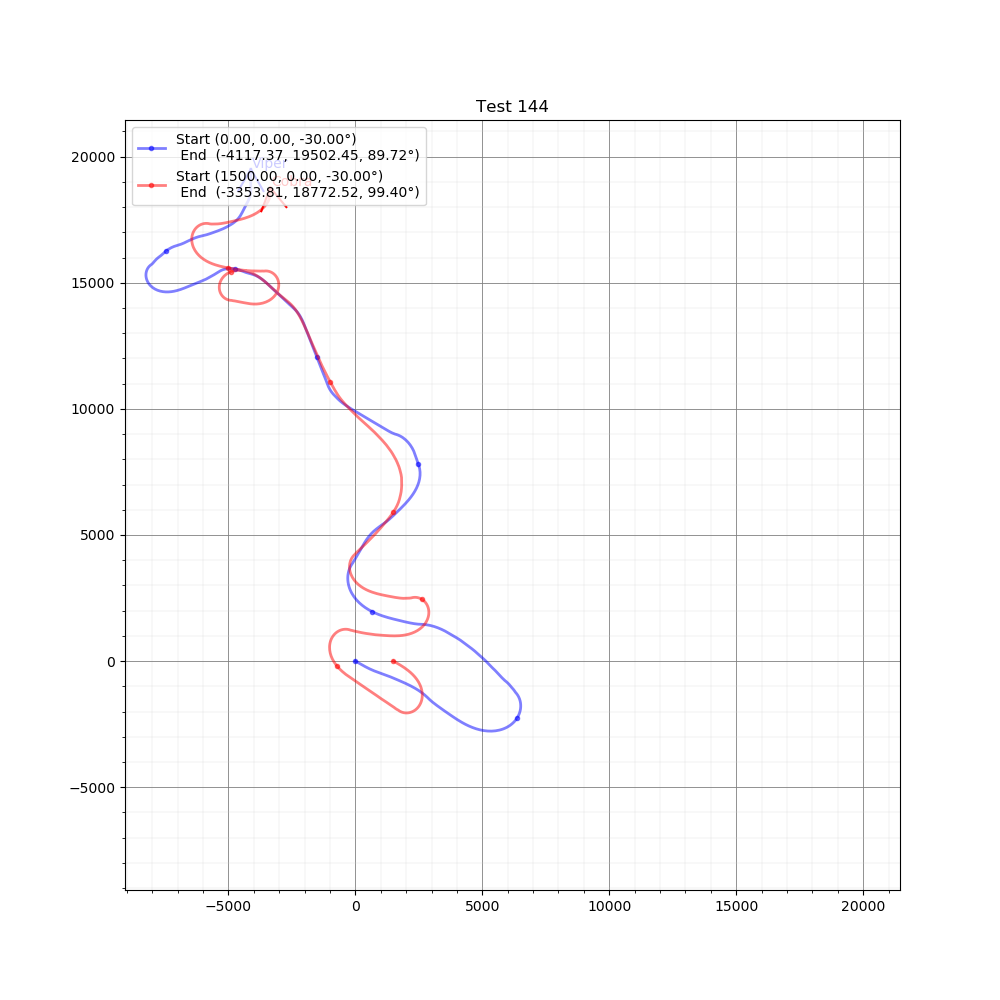 Test 144
Start (0.00, 0.00, -30.00°)
End (-4117.37, 19502.45, 89.72°)
Start (1500.00, 0.00, -30.00°)
End (-3353.81, 18772.52, 99.40°)
Viper
20000
15000
10000
5000
0
−5000
−5000
0
5000
10000
15000
20000